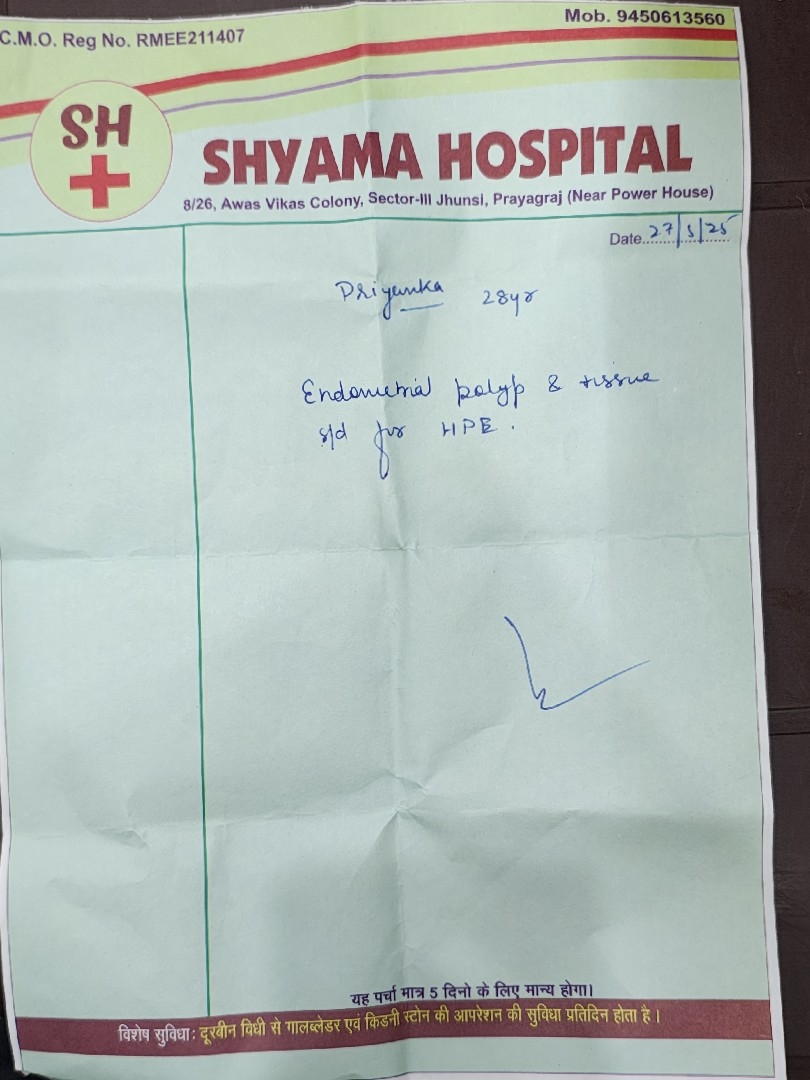 C.M.O. Reg No. RMEE211407
Mob. 9450613560
SH
SHYAMA HOSPITAL
8/26, Awas Vikas Colony, Sector-III Jhunsi, Prayagraj (Near Power House)
Date 27/5/25
Priyanka 28yr
Endometrial polyp & tissue
s/d for HPE.
यह पर्चा मात्र 5 दिनो के लिए मान्य होगा।
विशेष सुविधा: दूरबीन विधी से गालब्लेडर एवं किडनी स्टोन की आपरेशन की सुविधा प्रतिदिन होता है।